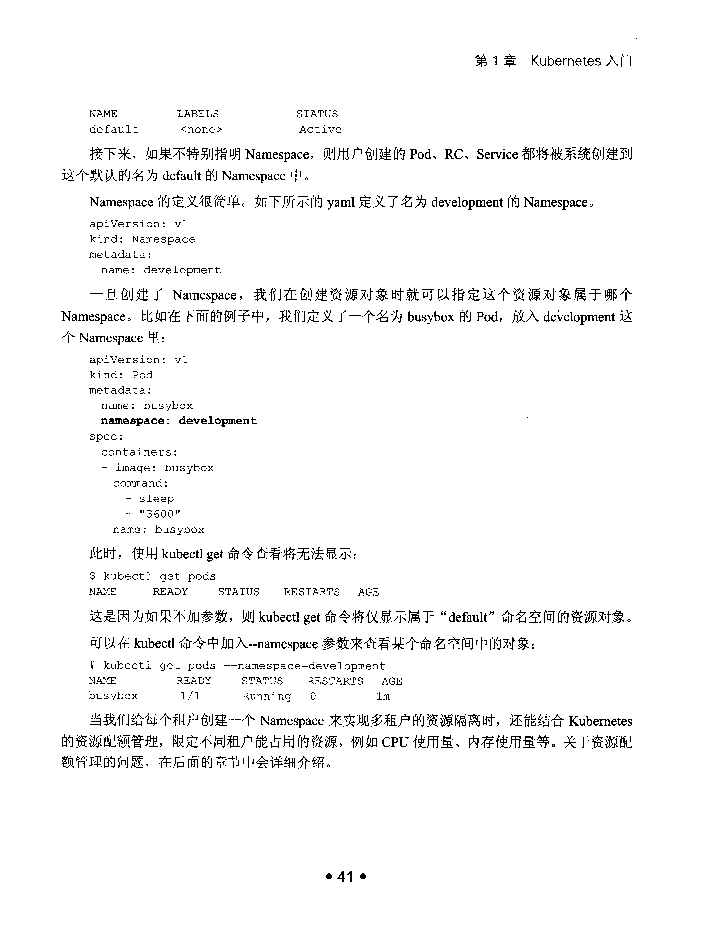 第 1 章 Kubernetes 入门
NAME LABELS STATUS
default <none> Active
接下来，如果不特别指明 Namespace，则用户创建的 Pod、RC、Service 都将被系统创建到
这个默认的名为 default 的 Namespace 中。
Namespace 的定义很简单。如下所示的 yaml 定义了名为 development 的 Namespace。
apiVersion: v1
kind: Namespace
metadata:
name: development
一旦创建了 Namespace，我们在创建资源对象时就可以指定这个资源对象属于哪个
Namespace。比如在下面的例子中，我们定义了一个名为 busybox 的 Pod，放入 development 这
个 Namespace 里：
apiVersion: v1
kind: Pod
metadata:
name: busybox
namespace: development
spec:
containers:
- image: busybox
command:
- sleep
- "3600"
name: busybox
此时，使用 kubectl get 命令查看将无法显示：
$ kubectl get pods
NAME READY STATUS RESTARTS AGE
这是因为如果不加参数，则 kubectl get 命令将仅显示属于“default”命名空间的资源对象。
可以在 kubectl 命令中加入--namespace 参数来查看某个命名空间中的对象：
# kubectl get pods --namespace=development
NAME READY STATUS RESTARTS AGE
busybox 1/1 Running 0 1m
当我们给每个租户创建一个 Namespace 来实现多租户的资源隔离时，还能结合 Kubernetes
的资源配额管理，限定不同租户能占用的资源，例如 CPU 使用量、内存使用量等。关于资源配
额管理的问题，在后面的章节中会详细介绍。
• 41 •